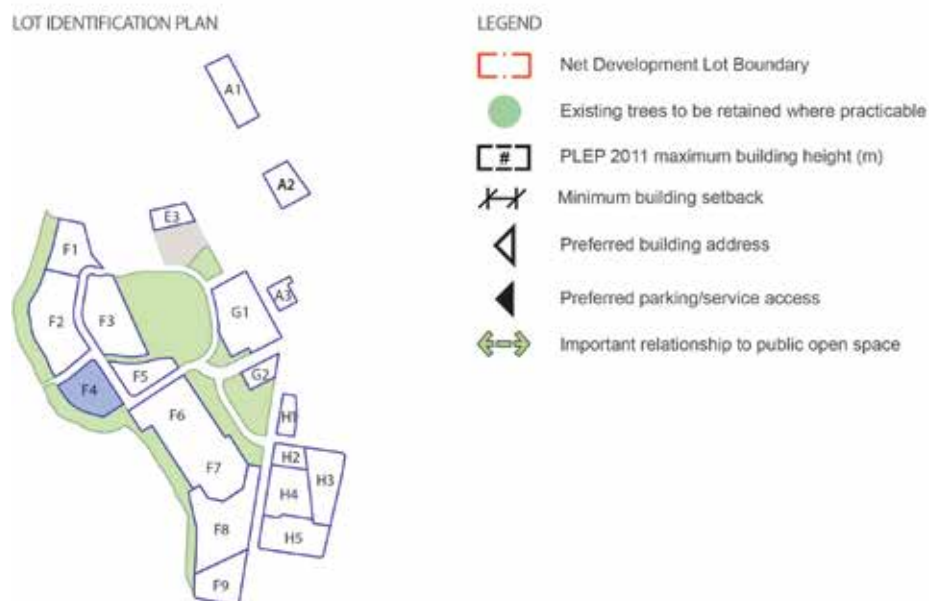 LOT IDENTIFICATION PLAN
A1
A2
E3
F1
A3
G1
F2
F3
F5
G2
F4
F6
H1
H2
F7
H3
H4
F8
H5
F9
LEGEND
Net Development Lot Boundary
Existing trees to be retained where practicable
# PLEP 2011 maximum building height (m)
Minimum building setback
Preferred building address
Preferred parking/service access
Important relationship to public open space